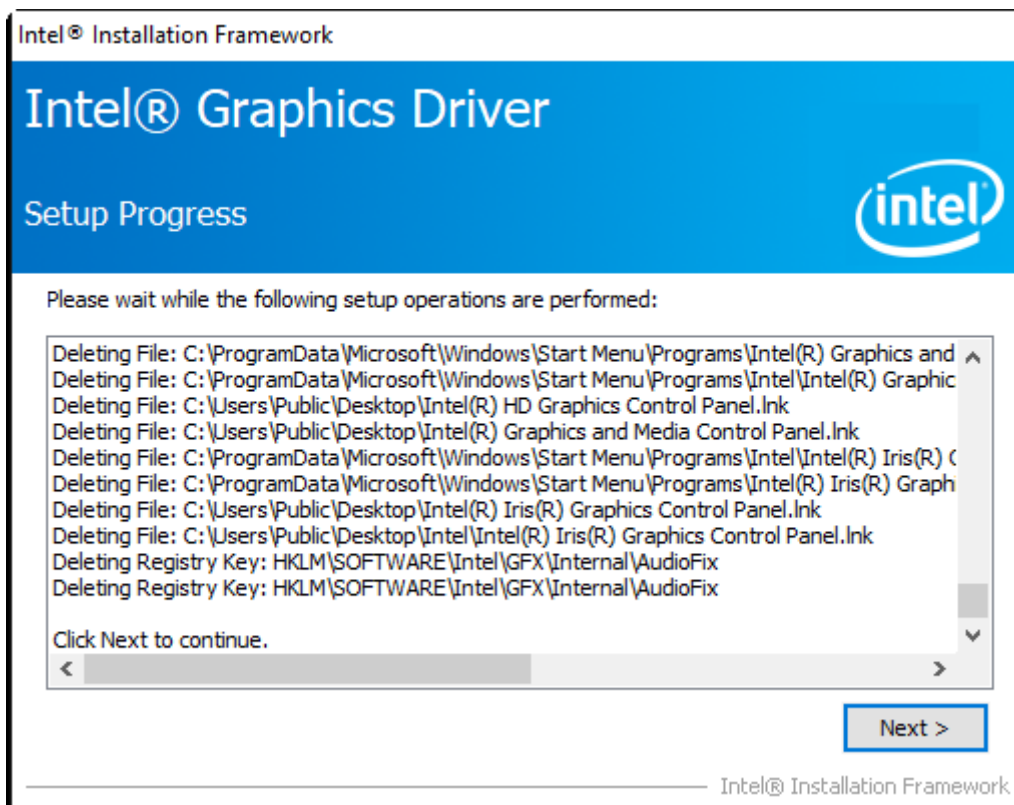 Intel® Installation Framework
Intel® Graphics Driver
Setup Progress
intel
Please wait while the following setup operations are performed:
Deleting File: C:\ProgramData\Microsoft\Windows\Start Menu\Programs\Intel(R) Graphics and
Deleting File: C:\ProgramData\Microsoft\Windows\Start Menu\Programs\Intel\Intel(R) Graphic
Deleting File: C:\Users\Public\Desktop\Intel(R) HD Graphics Control Panel.lnk
Deleting File: C:\Users\Public\Desktop\Intel(R) Graphics and Media Control Panel.lnk
Deleting File: C:\ProgramData\Microsoft\Windows\Start Menu\Programs\Intel\Intel(R) Iris(R)
Deleting File: C:\ProgramData\Microsoft\Windows\Start Menu\Programs\Intel(R) Iris(R) Graph
Deleting File: C:\Users\Public\Desktop\Intel(R) Iris(R) Graphics Control Panel.lnk
Deleting File: C:\Users\Public\Desktop\Intel\Intel(R) Iris(R) Graphics Control Panel.lnk
Deleting Registry Key: HKLM\SOFTWARE\Intel\GFX\Internal\AudioFix
Deleting Registry Key: HKLM\SOFTWARE\Intel\GFX\Internal\AudioFix
Click Next to continue.
Next >
Intel® Installation Framework